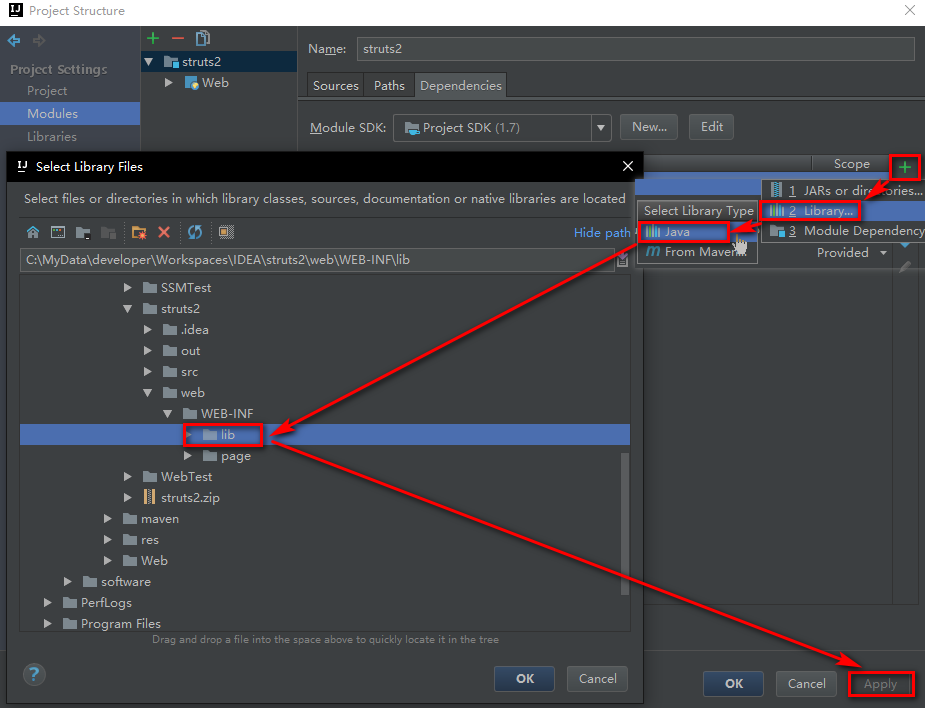 Project Structure
Project Settings
Project
Modules
Libraries
struts2
Web
Name: struts2
Sources Paths Dependencies
Module SDK: Project SDK (1.7) New... Edit
Scope
1 JARs or directories...
2 Library...
3 Module Dependency
Select Library Type
Java
From Maven...
Provided
Select Library Files
Select files or directories in which library classes, sources, documentation or native libraries are located
Hide path
C:\MyData\developer\Workspaces\IDEA\struts2\web\WEB-INF\lib
SSMTest
struts2
.idea
out
src
web
WEB-INF
lib
page
WebTest
struts2.zip
maven
res
Web
software
PerfLogs
Program Files
Drag and drop a file into the space above to quickly locate it in the tree
? OK Cancel
OK Cancel Apply